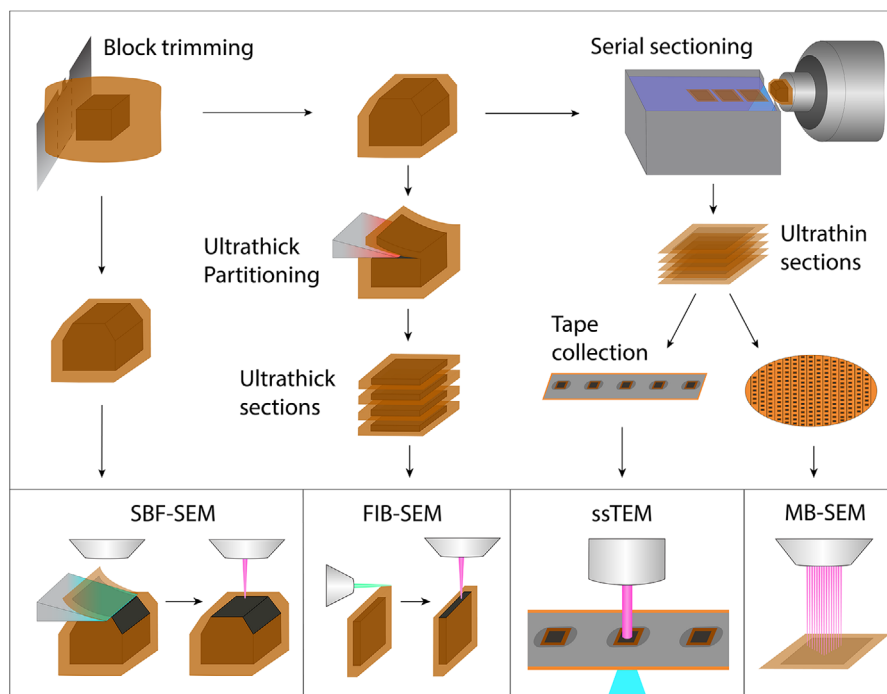 Block trimming
Serial sectioning
Ultrathick
Partitioning
Ultrathin
sections
Tape
collection
Ultrathick
sections
SBF-SEM
FIB-SEM
ssTEM
MB-SEM